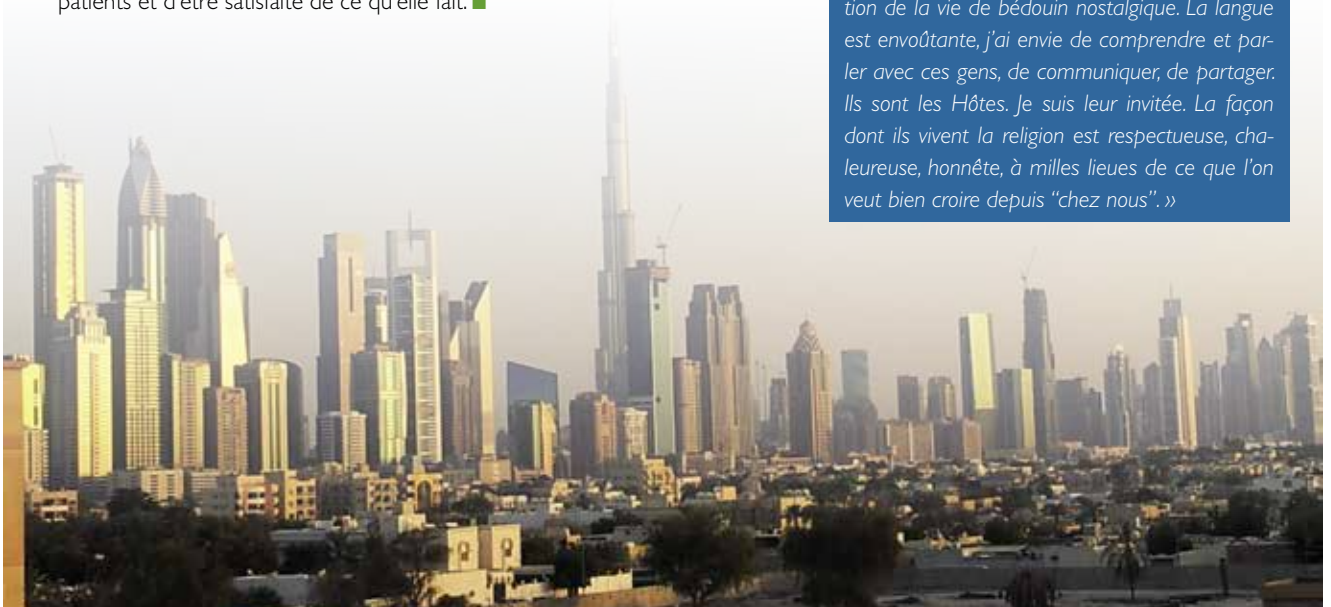 patients et d'être satisfaite de ce qu'elle fait. ■
tion de la vie de bédouin nostalgique. La langue
est envoûtante, j'ai envie de comprendre et par-
ler avec ces gens, de communiquer, de partager.
Ils sont les Hôtes. Je suis leur invitée. La façon
dont ils vivent la religion est respectueuse, cha-
leureuse, honnête, à milles lieues de ce que l'on
veut bien croire depuis “chez nous”. »